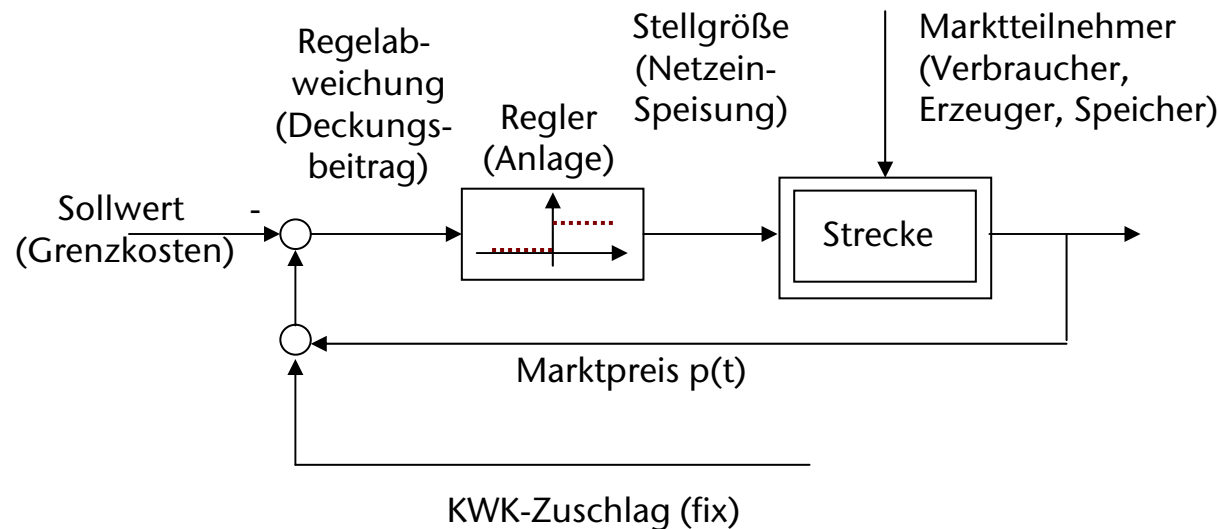 Regelab-
weichung
(Deckungs-
beitrag)
Regler
(Anlage)
Stellgröße
(Netzein-
Speisung)
Marktteilnehmer
(Verbraucher,
Erzeuger, Speicher)
Sollwert
(Grenzkosten)
-
Strecke
Marktpreis p(t)
KWK-Zuschlag (fix)